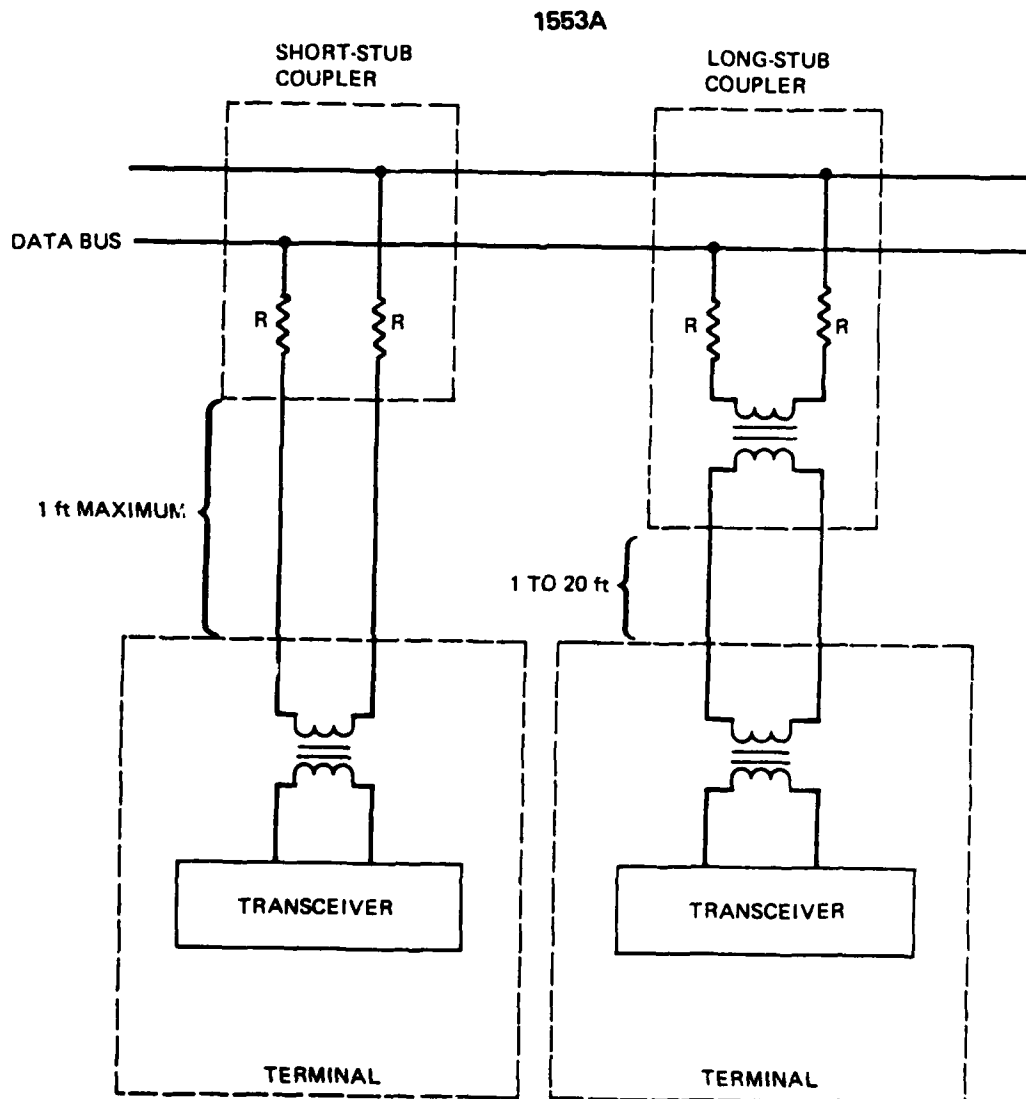 1553A
SHORT-STUB
COUPLER
LONG-STUB
COUPLER
DATA BUS
R
R
R
R
1 ft MAXIMUM
1 TO 20 ft
TRANSCEIVER
TRANSCEIVER
TERMINAL
TERMINAL